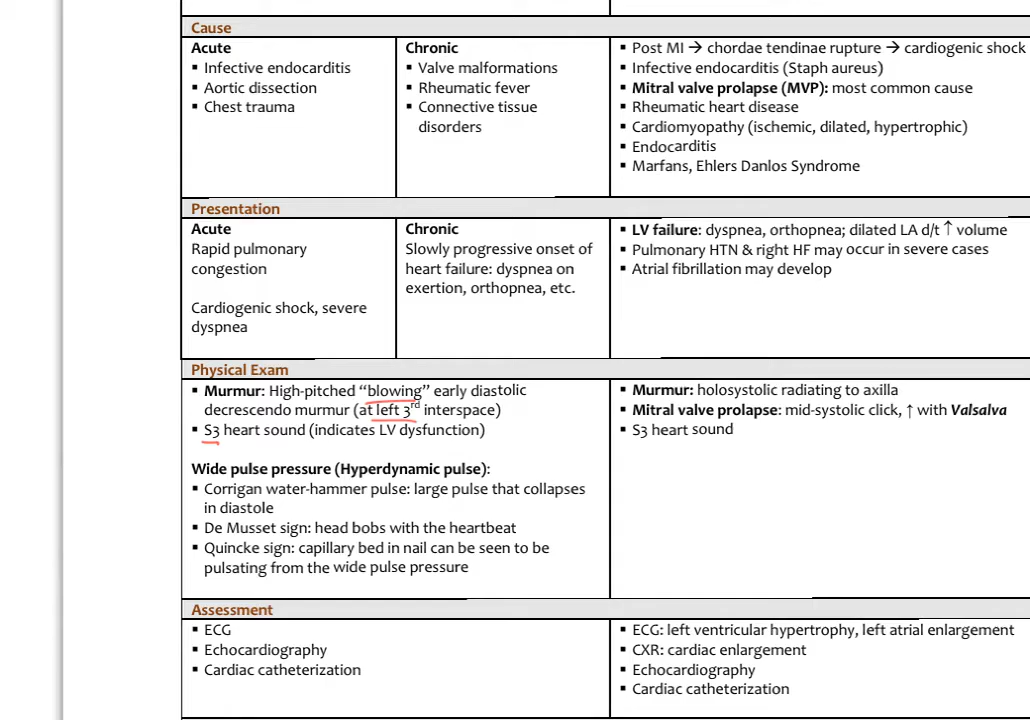 Cause
Acute
▪ Infective endocarditis
▪ Aortic dissection
▪ Chest trauma
Chronic
▪ Valve malformations
▪ Rheumatic fever
▪ Connective tissue
disorders
▪ Post MI → chordae tendinae rupture → cardiogenic shock
▪ Infective endocarditis (Staph aureus)
▪ Mitral valve prolapse (MVP): most common cause
▪ Rheumatic heart disease
▪ Cardiomyopathy (ischemic, dilated, hypertrophic)
▪ Endocarditis
▪ Marfans, Ehlers Danlos Syndrome
Presentation
Acute
Rapid pulmonary
congestion
Cardiogenic shock, severe
dyspnea
Chronic
Slowly progressive onset of
heart failure: dyspnea on
exertion, orthopnea, etc.
▪ LV failure: dyspnea, orthopnea; dilated LA d/t ↑ volume
▪ Pulmonary HTN & right HF may occur in severe cases
▪ Atrial fibrillation may develop
Physical Exam
▪ Murmur: High-pitched “blowing” early diastolic
decrescendo murmur (at left 3rd interspace)
▪ S3 heart sound (indicates LV dysfunction)
Wide pulse pressure (Hyperdynamic pulse):
▪ Corrigan water-hammer pulse: large pulse that collapses
in diastole
▪ De Musset sign: head bobs with the heartbeat
▪ Quincke sign: capillary bed in nail can be seen to be
pulsating from the wide pulse pressure
▪ Murmur: holosystolic radiating to axilla
▪ Mitral valve prolapse: mid-systolic click, ↑ with Valsalva
▪ S3 heart sound
Assessment
▪ ECG
▪ Echocardiography
▪ Cardiac catheterization
▪ ECG: left ventricular hypertrophy, left atrial enlargement
▪ CXR: cardiac enlargement
▪ Echocardiography
▪ Cardiac catheterization